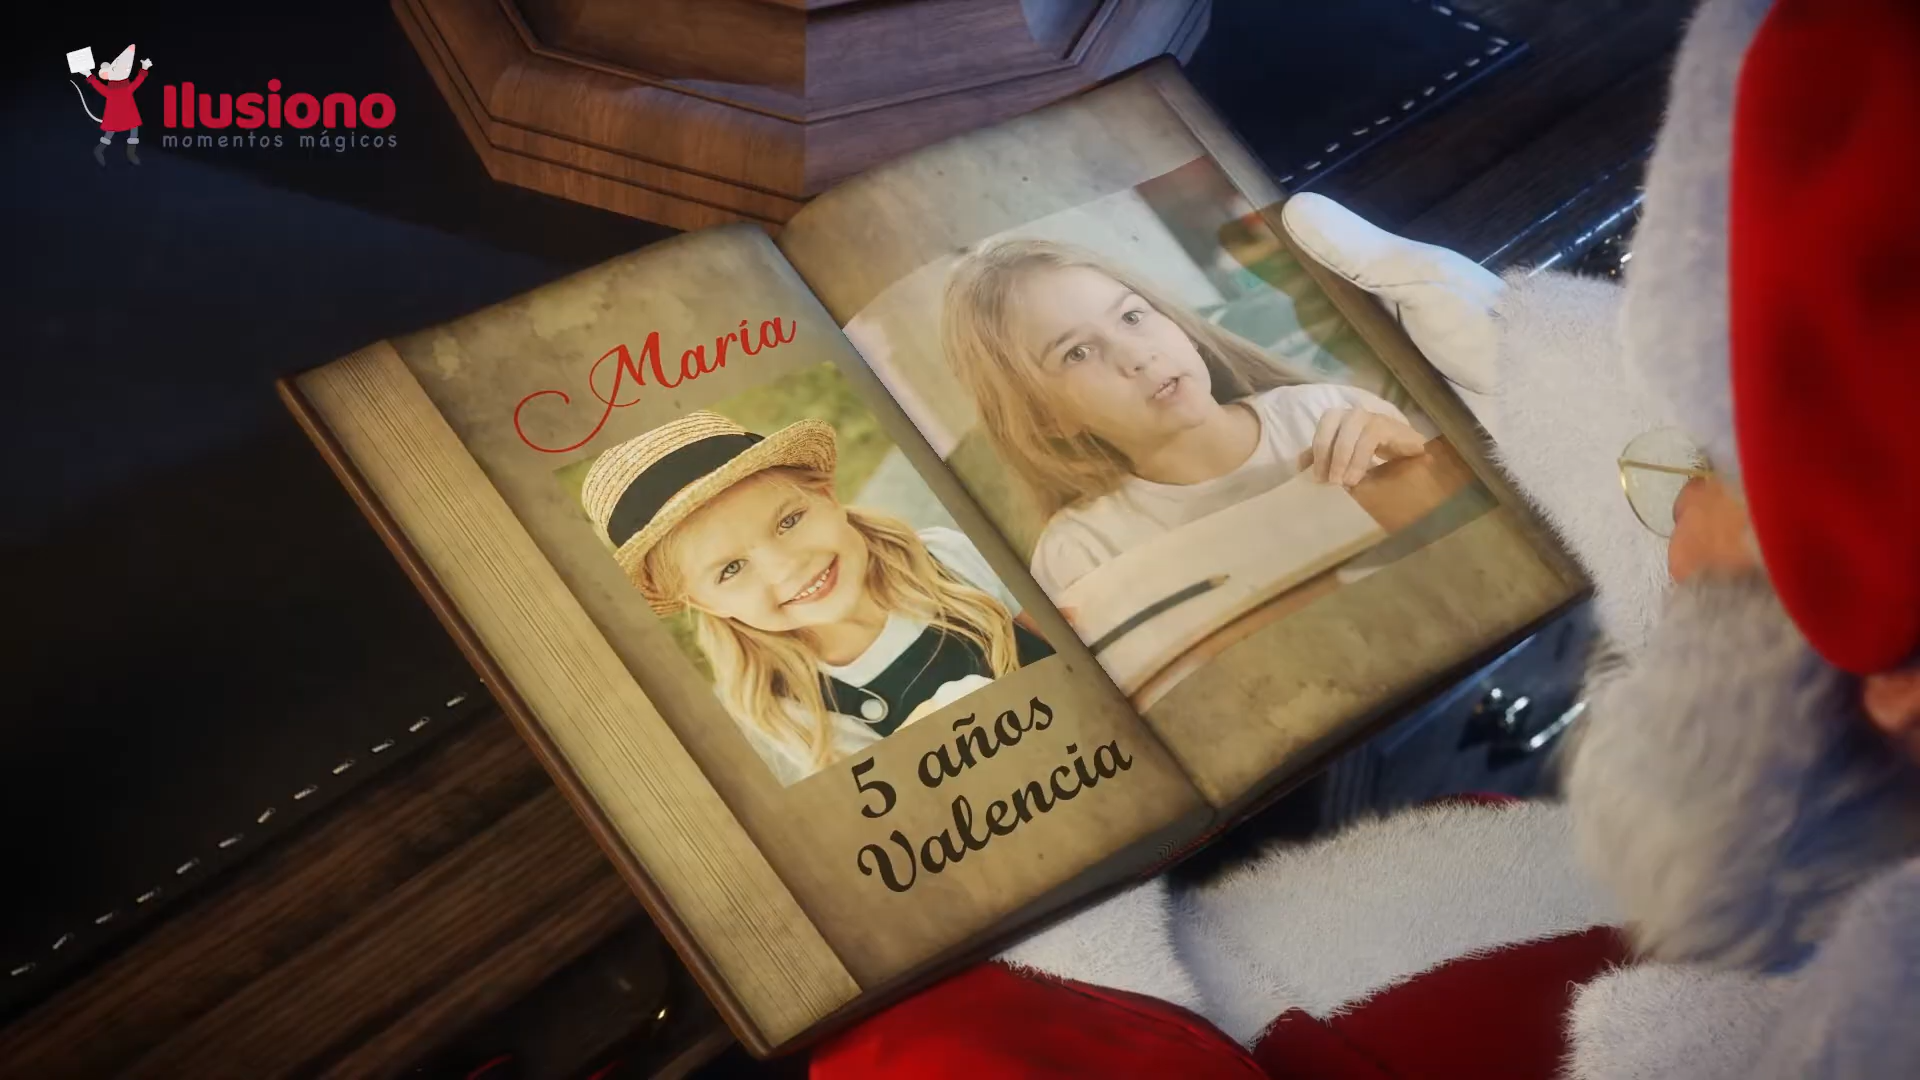 Ilusiono
momentos mágicos
María
5 años
Valencia